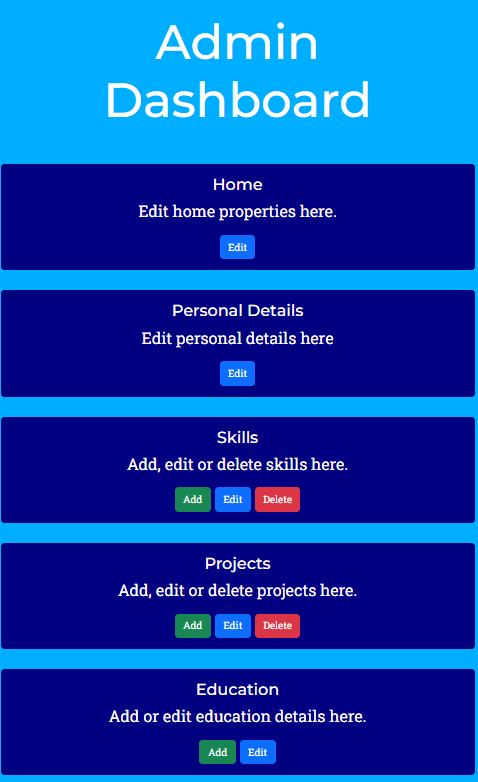 Admin
Dashboard
Home
Edit home properties here.
Edit
Personal Details
Edit personal details here
Edit
Skills
Add, edit or delete skills here.
Add Edit Delete
Projects
Add, edit or delete projects here.
Add Edit Delete
Education
Add or edit education details here.
Add Edit